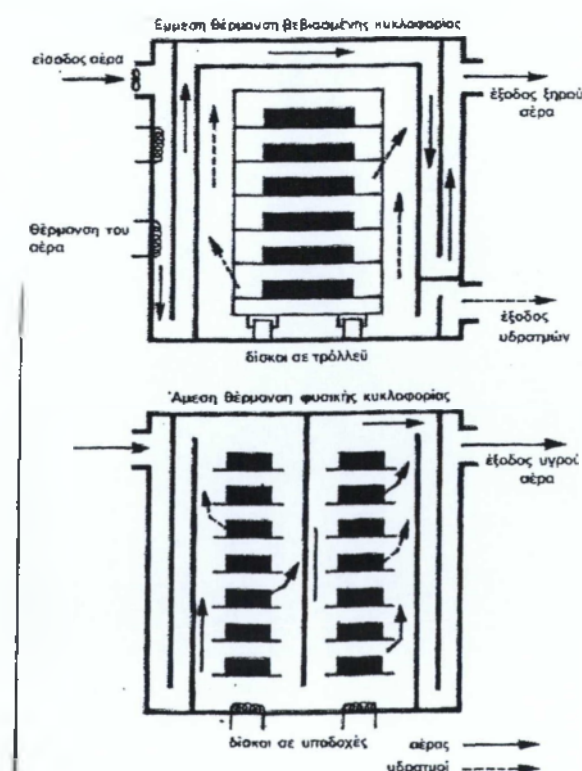 Εμμεση θέρμανση βεβιασμένης κυκλοφορίας
είσοδος αέρα
έξοδος ξηρού
αέρα
θέρμανση του
αέρα
έξοδος
υδρατμών
δίσκοι σε τρόλλεϋ
Άμεση θέρμανση φυσικής κυκλοφορίας
έξοδος υγρού
αέρα
δίσκοι σε υποδοχές
αέρας
υδρατμοί